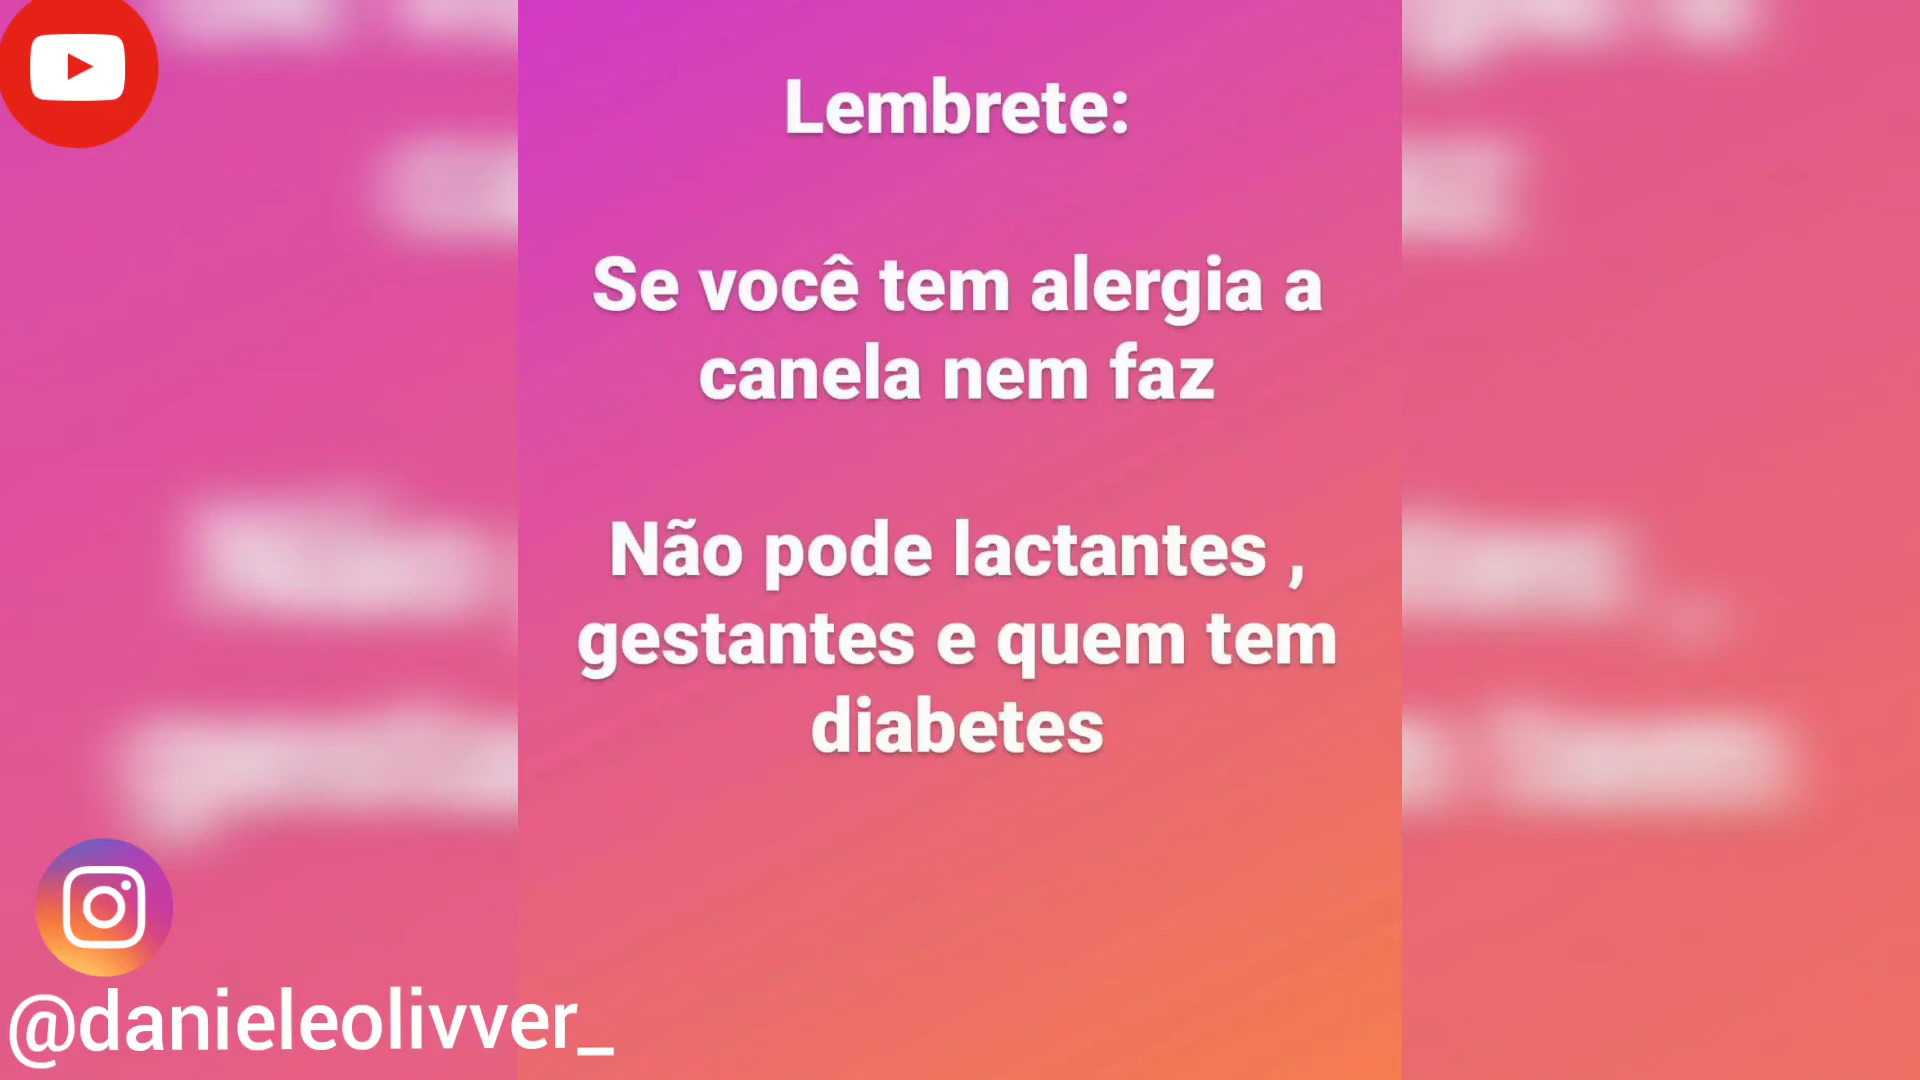 Lembrete:
Se você tem alergia a
canela nem faz
Não pode lactantes ,
gestantes e quem tem
diabetes
@danieleolivver_